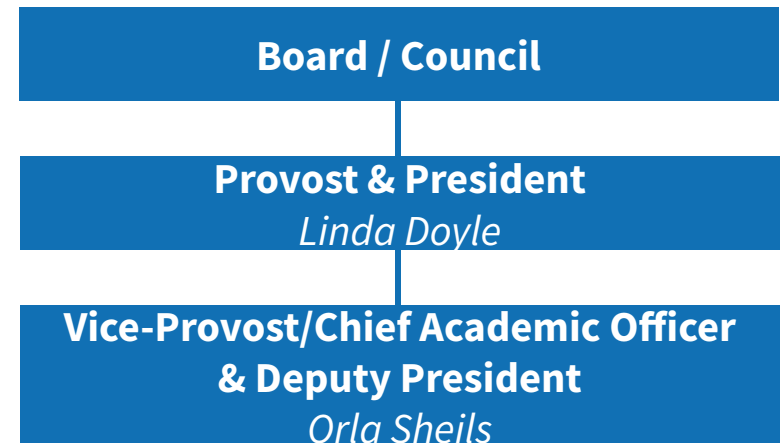 Board / Council
Provost & President
Linda Doyle
Vice-Provost/Chief Academic Officer
& Deputy President
Orla Sheils